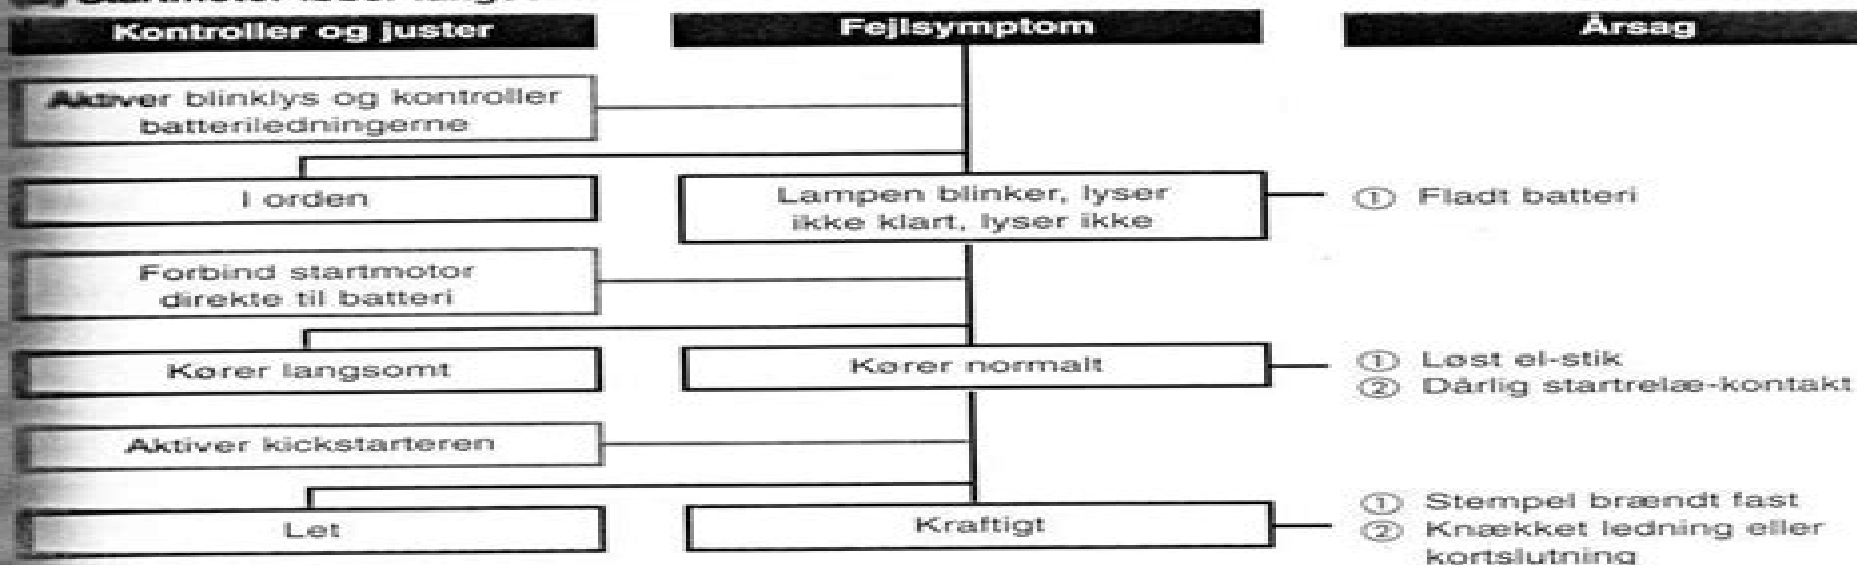 Kontroller og juster
Fejlsymptom
Årsag
Aktiver blinklys og kontroller
batteriledningerne
I orden
Lampen blinker, lyser
ikke klart, lyser ikke
① Fladt batteri
Forbind startmotor
direkte til batteri
Kører langsomt
Kører normalt
① Løst el-stik
② Dårlig startrelæ-kontakt
Aktiver kickstarteren
Let
Kraftigt
① Stempel brændt fast
② Knækket ledning eller
kortslutning